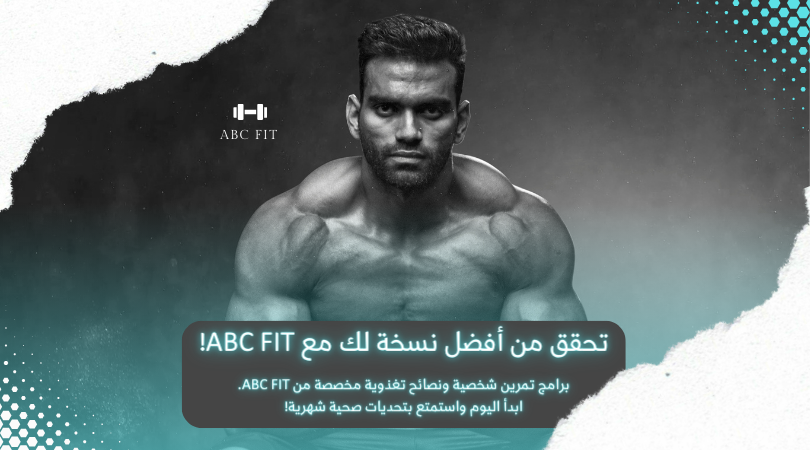 ABC FIT
تحقق من أفضل نسخة لك مع ABC FIT!
برامج تمرين شخصية ونصائح تغذوية مخصصة من ABC FIT.
ابدأ اليوم واستمتع بتحديات صحية شهرية!